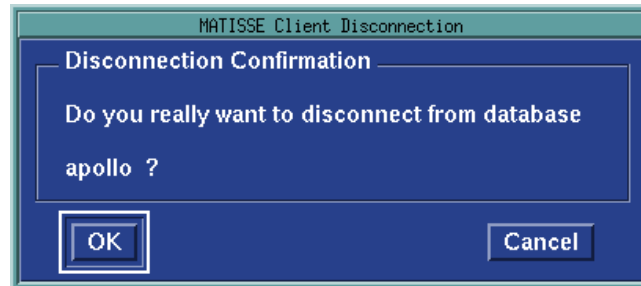 MATISSE Client Disconnection
Disconnection Confirmation
Do you really want to disconnect from database
apollo ?
OK
Cancel